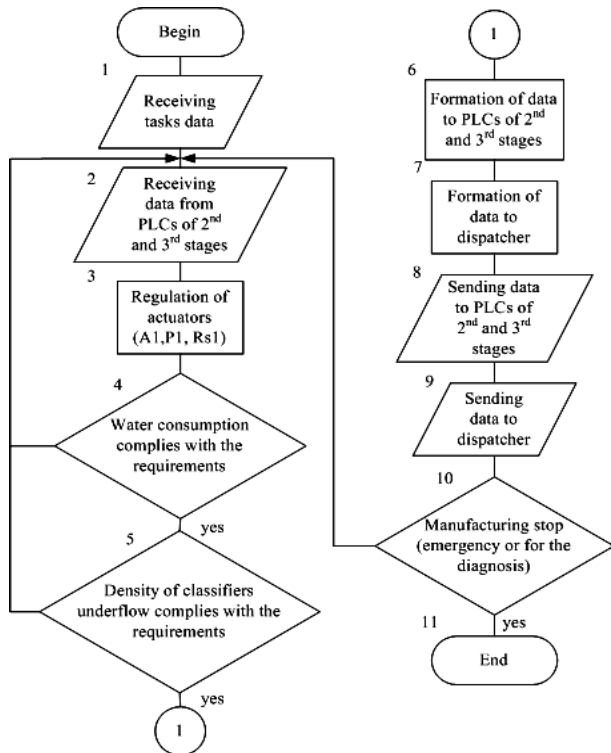 Begin
1
Receiving
tasks data
2
Receiving
data from
PLCs of 2nd
and 3rd stages
3
Regulation of
actuators
(A1,P1, Rs1)
4
Water consumption
complies with the
requirements
yes
5
Density of classifiers
underflow complies with the
requirements
yes
1
1
6
Formation of data
to PLCs of 2nd
and 3rd stages
7
Formation of
data to
dispatcher
8
Sending data
to PLCs of
2nd and 3rd
stages
9
Sending
data to
dispatcher
10
Manufacturing stop
(emergency or for the
diagnosis)
yes
11
End